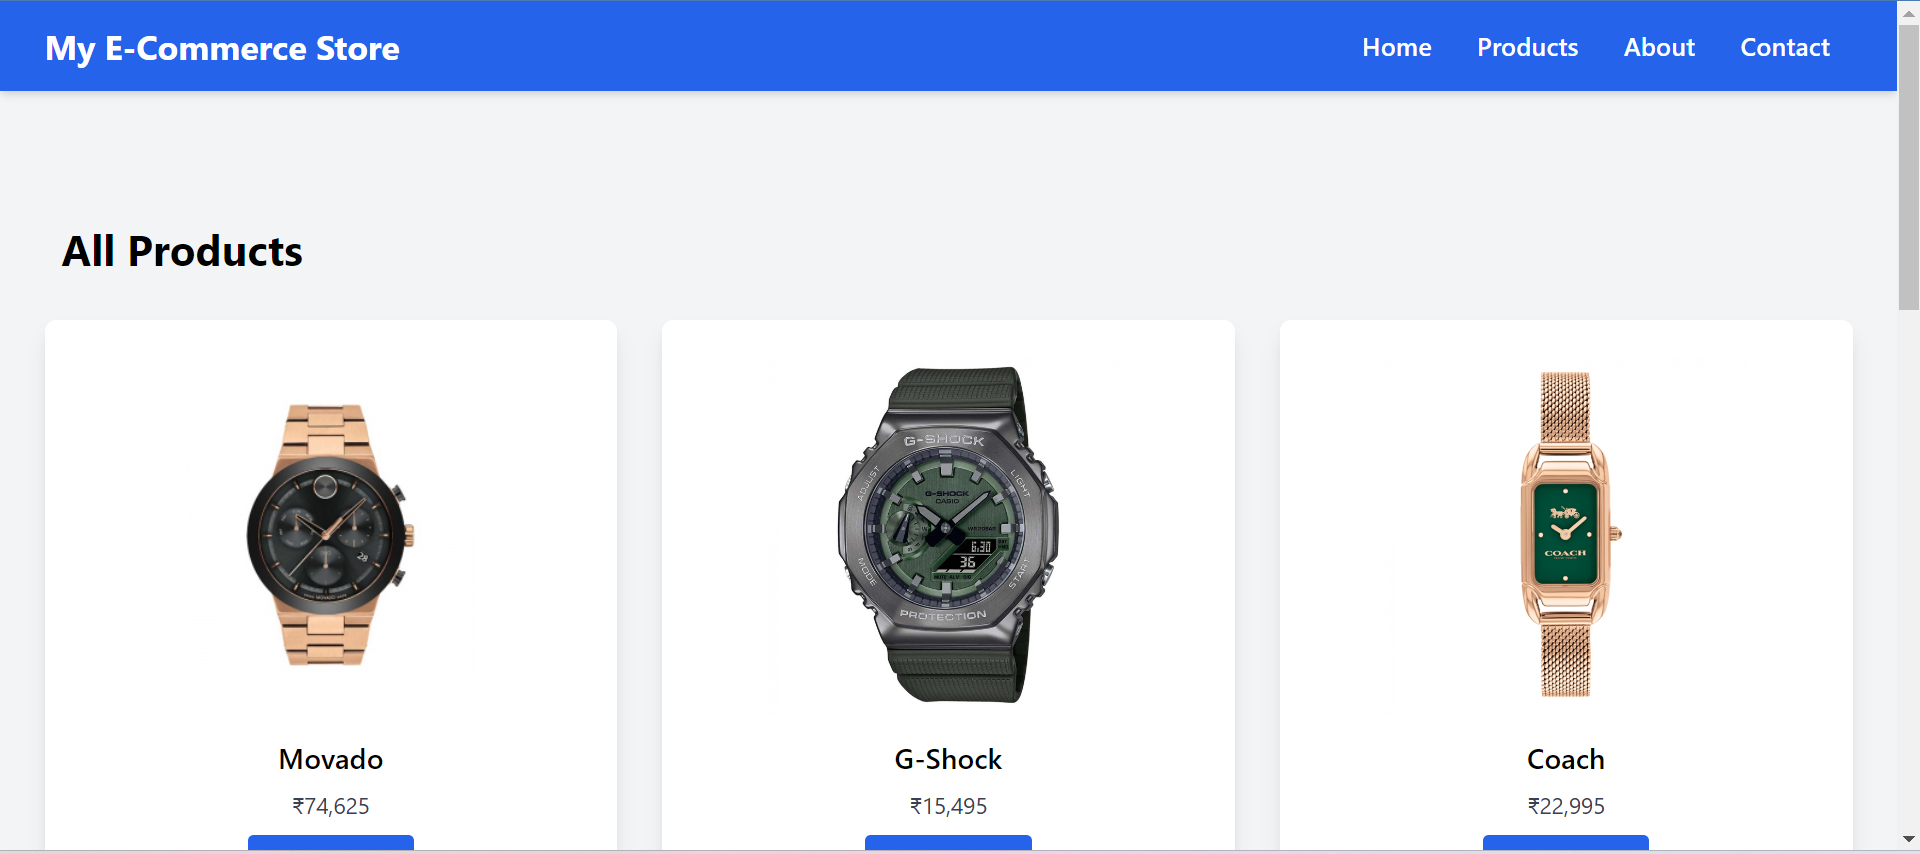 My E-Commerce Store
Home Products About Contact
All Products
28
G-SHOCK
ADJUST
LIGHT
G-SHOCK
CASIO
6:30
36
MODE
START
PROTECTION
COACH
Movado
G-Shock
Coach
₹74,625
₹15,495
₹22,995